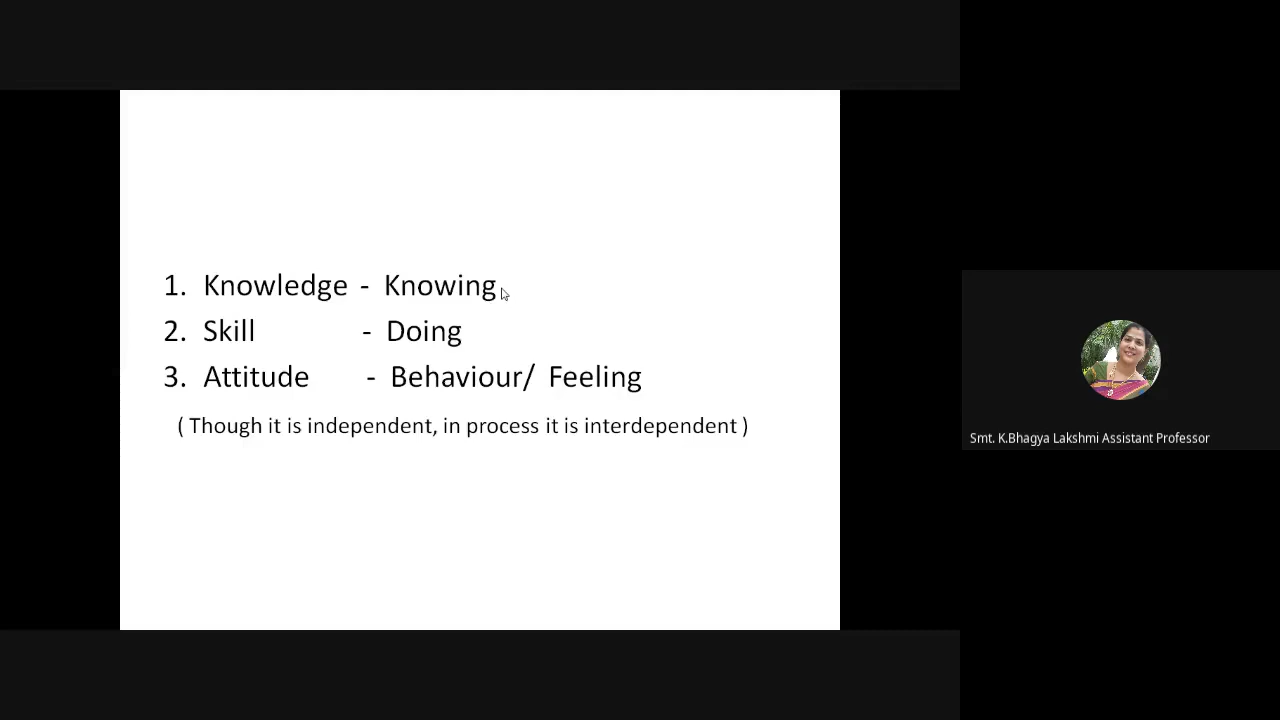 1. Knowledge - Knowing
2. Skill - Doing
3. Attitude - Behaviour/ Feeling
( Though it is independent, in process it is interdependent )
Smt. K.Bhagya Lakshmi Assistant Professor